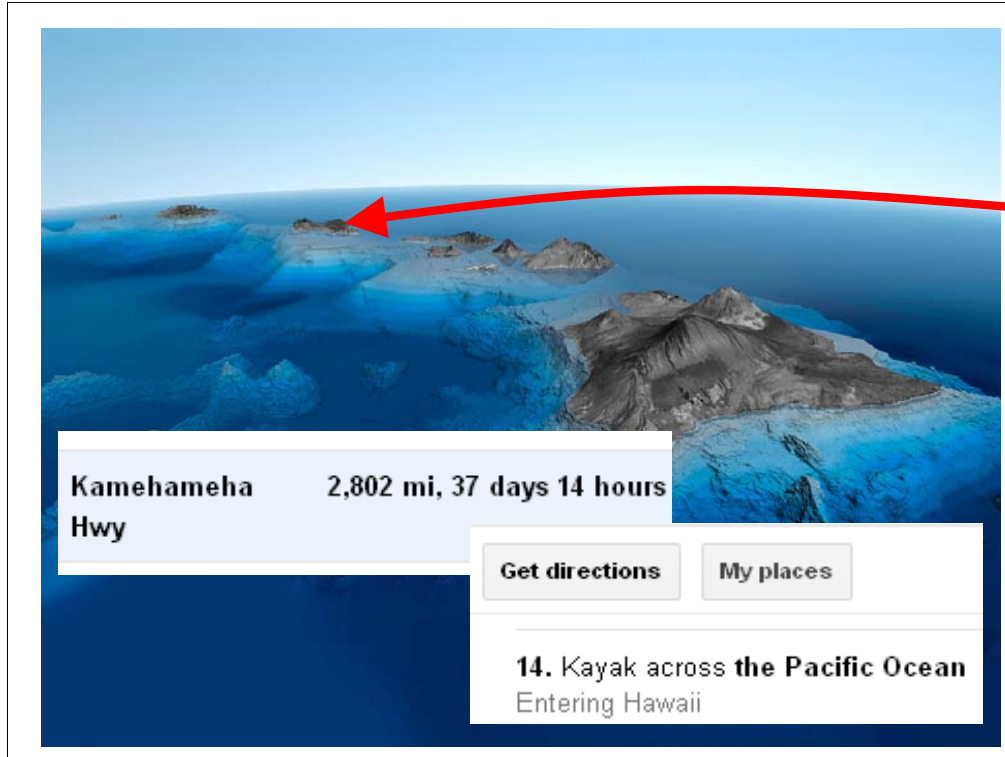 Kamehameha 2,802 mi, 37 days 14 hours
Hwy
Get directions My places
14. Kayak across the Pacific Ocean
Entering Hawaii